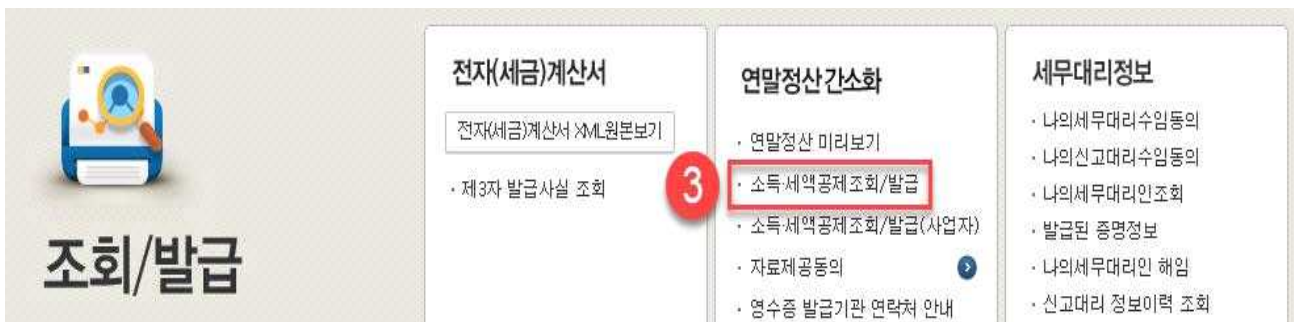 조회/발급
전자(세금)계산서
전자(세금)계산서 XML원본보기
· 제3자 발급사실 조회
연말정산간소화
· 연말정산 미리보기
3
· 소득·세액공제조회/발급
· 소득·세액공제조회/발급(사업자)
· 자료제공동의
· 영수증 발급기관 연락처 안내
세무대리정보
· 나의세무대리수임동의
· 나의신고대리수임동의
· 나의세무대리인조회
· 발급된 증명정보
· 나의세무대리인 해임
· 신고대리 정보이력 조회